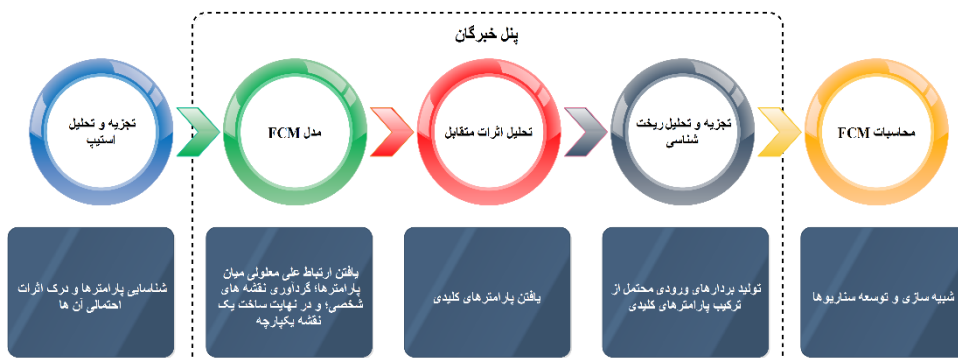 پنل خبرگان
تجزیه و تحلیل
استیپ
مدل FCM
تحلیل اثرات متقابل
تجزیه و تحلیل ریخت
شناسی
محاسبات FCM
شناسایی پارامترها و درک اثرات
احتمالی آن ها
یافتن ارتباط علی معلولی میان
پارامترها؛ گردآوری نقشه های
شخصی؛ و در نهایت ساخت یک
نقشه یکپارچه
یافتن پارامترهای کلیدی
تولید بردارهای ورودی محتمل از
ترکیب پارامترهای کلیدی
شبیه سازی و توسعه سناریوها